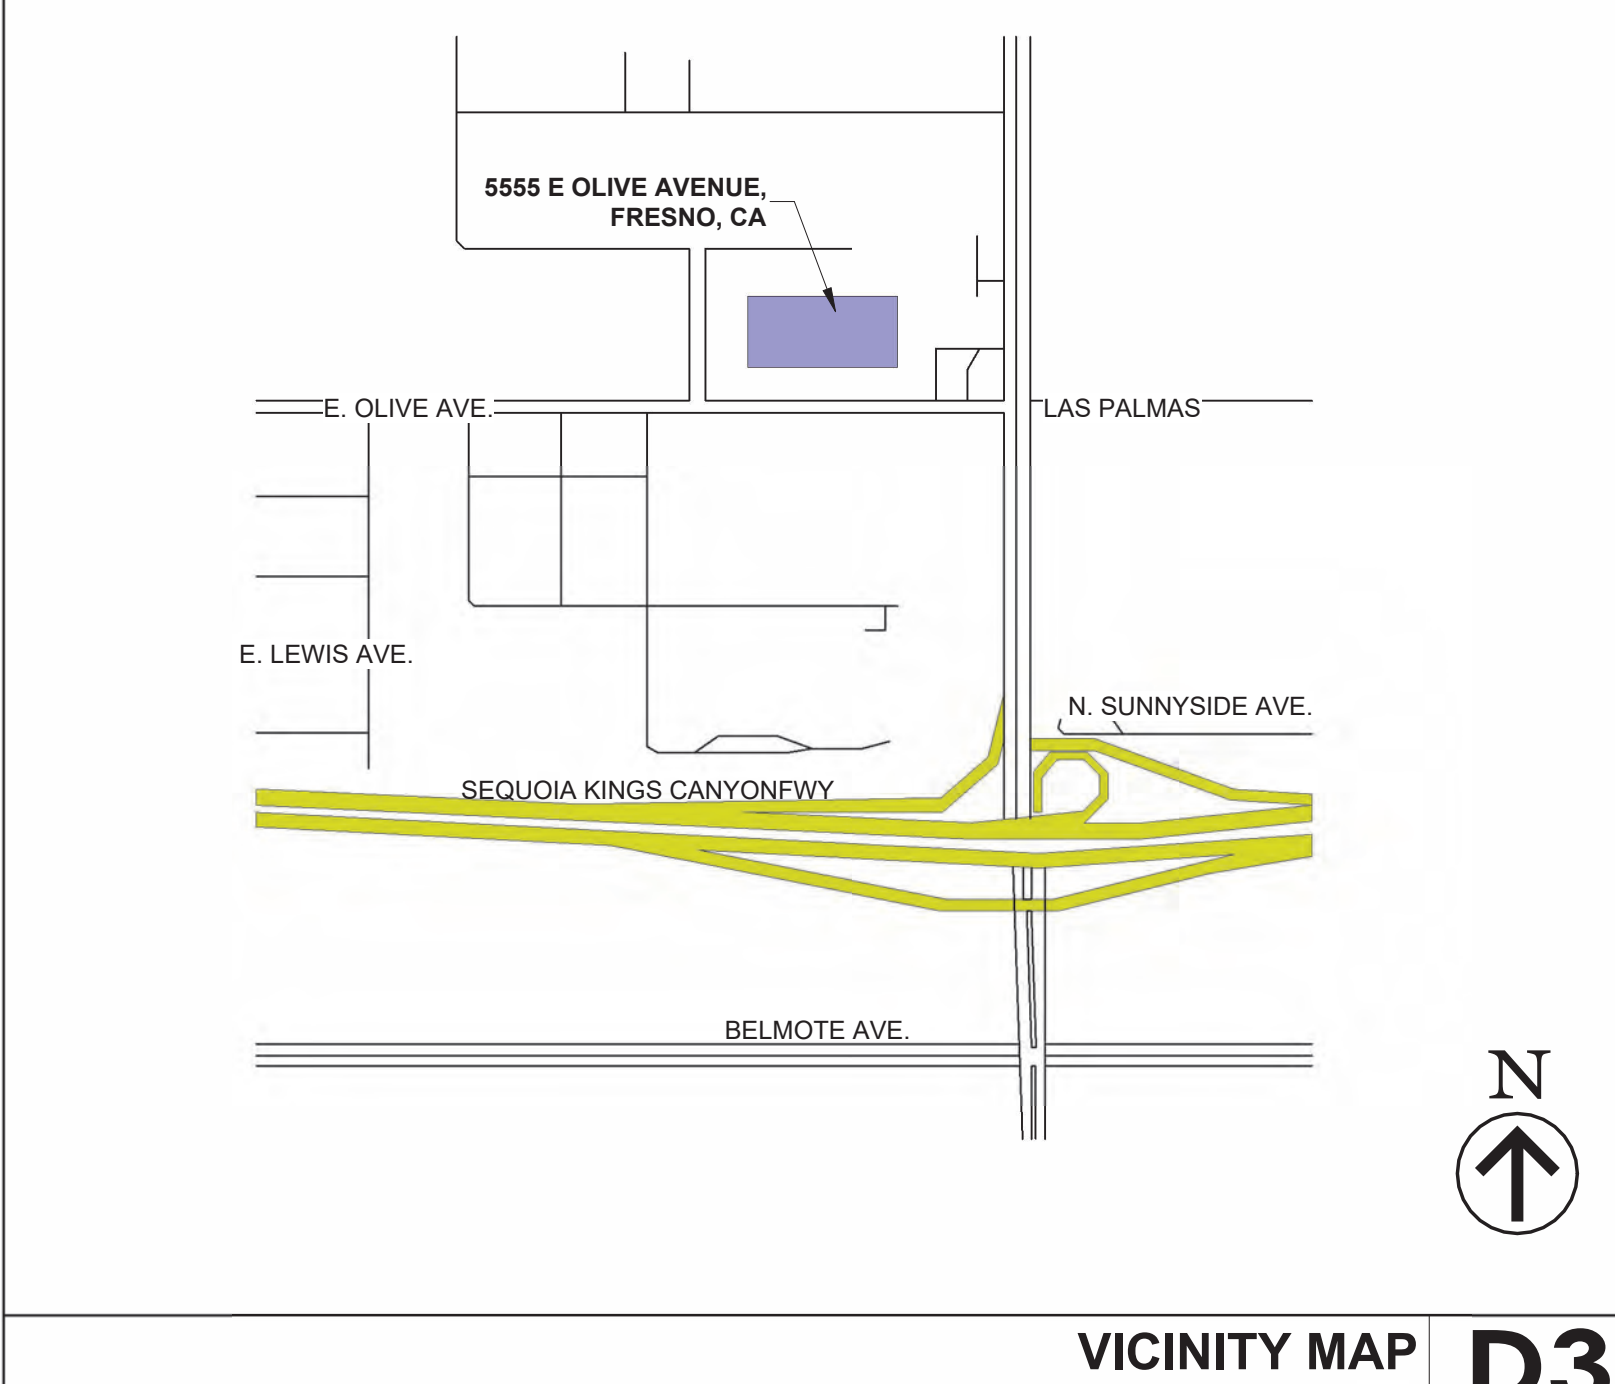 5555 E OLIVE AVENUE,
FRESNO, CA
E. OLIVE AVE.
LAS PALMAS
E. LEWIS AVE.
N. SUNNYSIDE AVE.
SEQUOIA KINGS CANYONFWY
BELMOTE AVE.
N
VICINITY MAP
D3